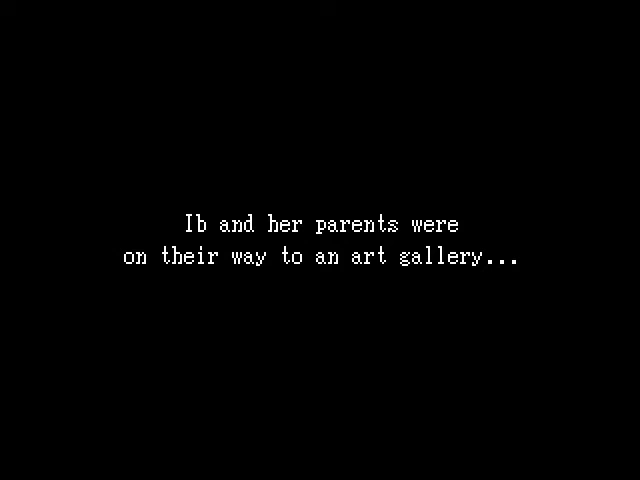 Ib and her parents were
on their way to an art gallery...